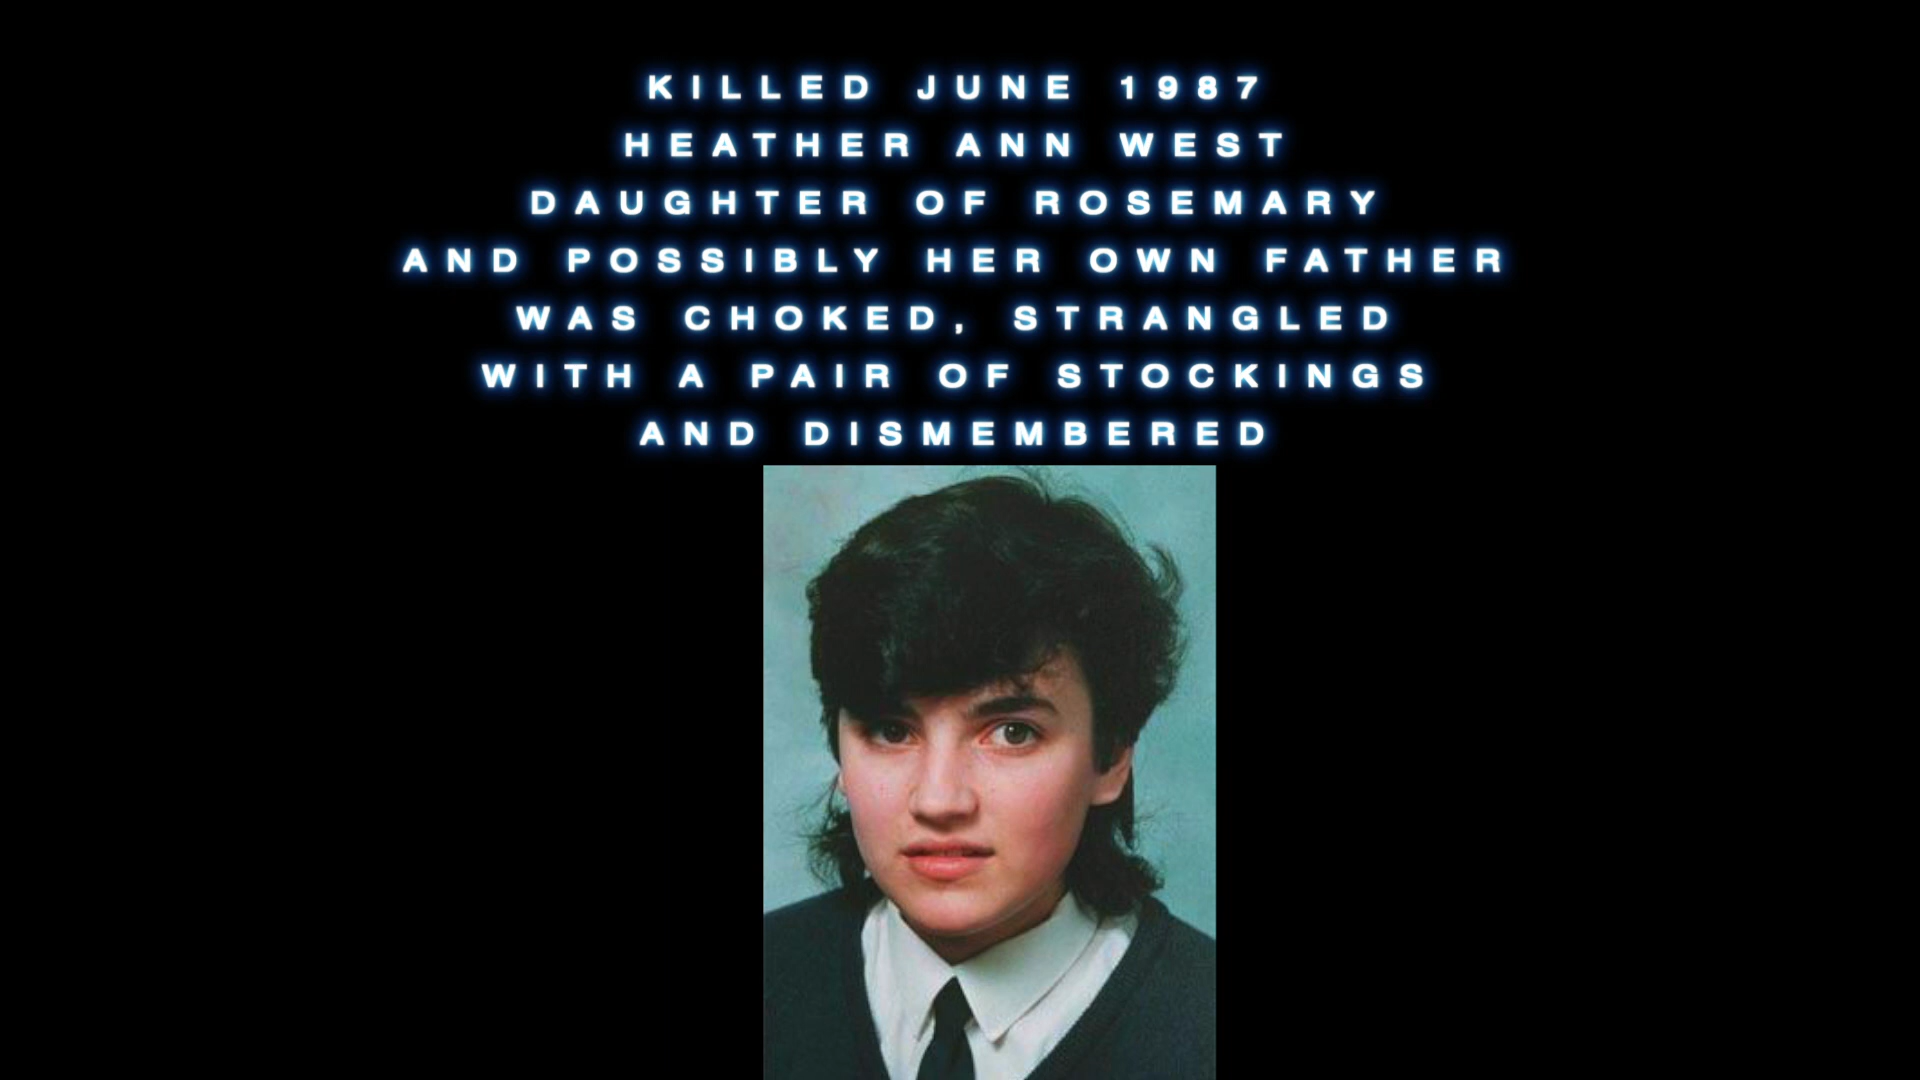 KILLED JUNE 1987
HEATHER ANN WEST
DAUGHTER OF ROSEMARY
AND POSSIBLY HER OWN FATHER
WAS CHOKED, STRANGLED
WITH A PAIR OF STOCKINGS
AND DISMEMBERED